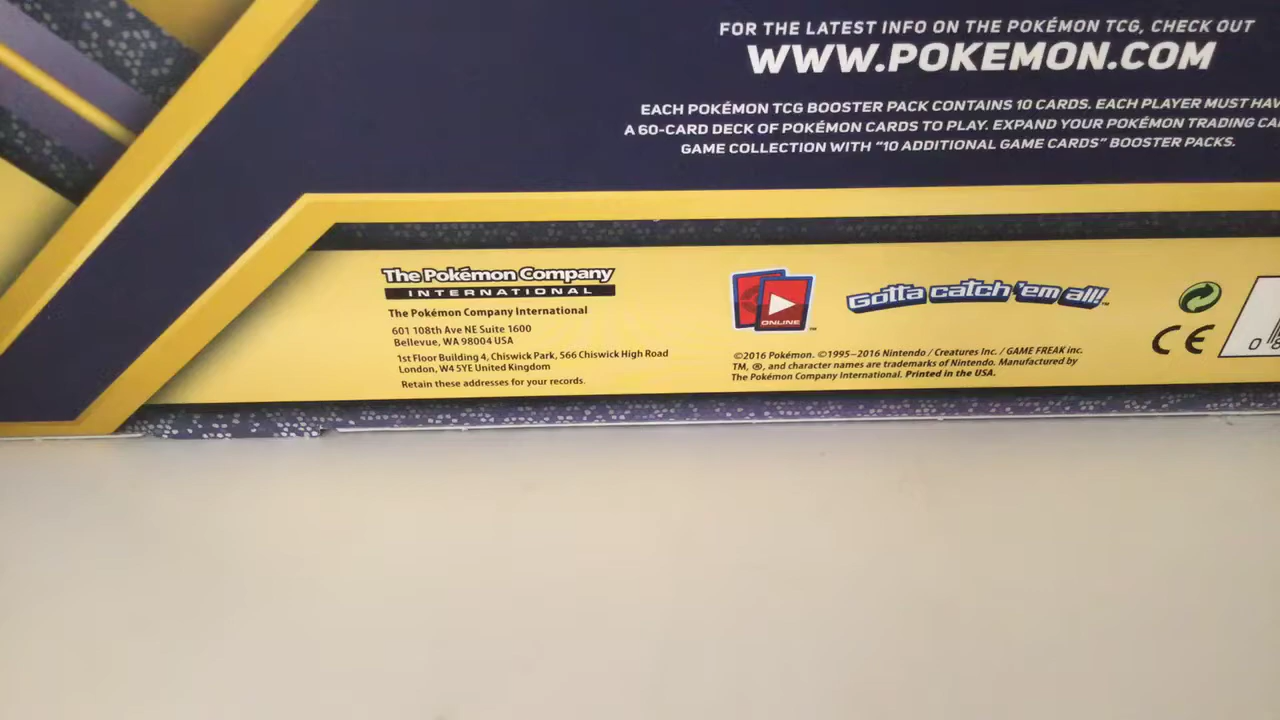 FOR THE LATEST INFO ON THE POKÉMON TCG, CHECK OUT
WWW.POKEMON.COM
EACH POKÉMON TCG BOOSTER PACK CONTAINS 10 CARDS. EACH PLAYER MUST HAV
A 60-CARD DECK OF POKÉMON CARDS TO PLAY. EXPAND YOUR POKÉMON TRADING CA
GAME COLLECTION WITH “10 ADDITIONAL GAME CARDS” BOOSTER PACKS.
The Pokémon Company
INTERNATIONAL
The Pokémon Company International
601 108th Ave NE Suite 1600
Bellevue, WA 98004 USA
1st Floor Building 4, Chiswick Park, 566 Chiswick High Road
London, W4 5YE United Kingdom
Retain these addresses for your records.
ONLINE™
Gotta catch 'em all!™
©2016 Pokémon. ©1995–2016 Nintendo / Creatures Inc. / GAME FREAK inc.
TM, ®, and character names are trademarks of Nintendo. Manufactured by
The Pokémon Company International. Printed in the USA.
CE
0